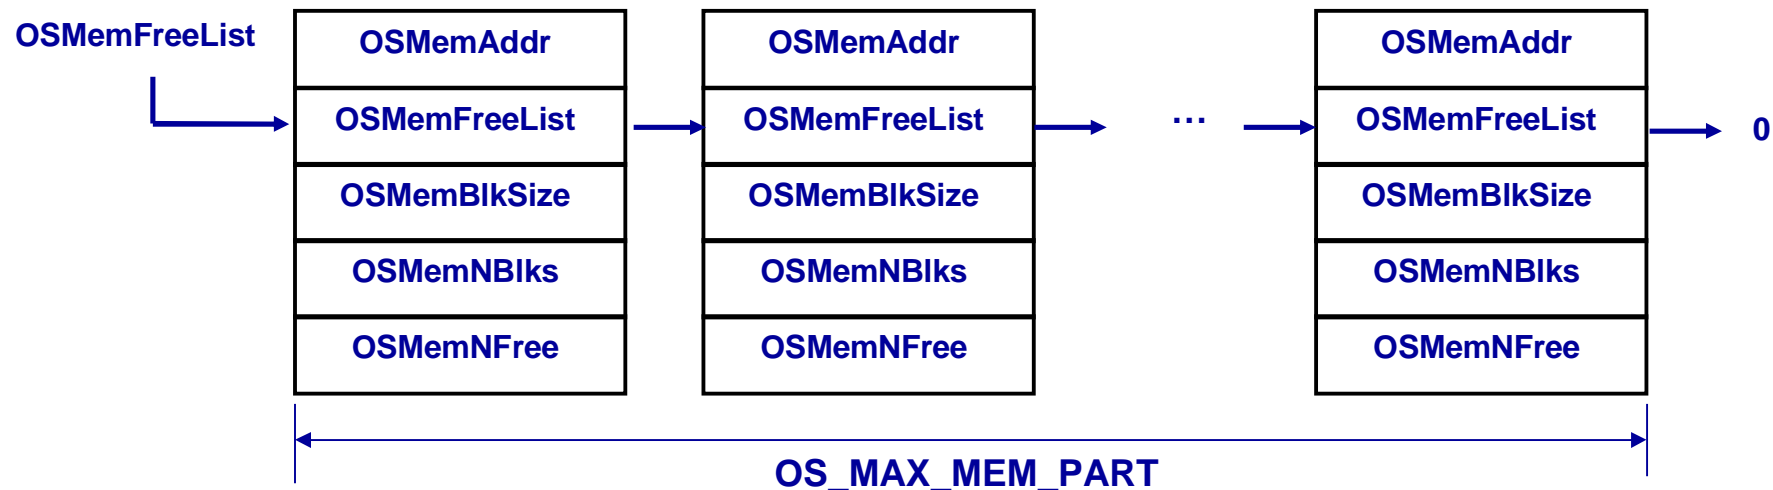 OSMemFreeList
OSMemAddr OSMemAddr OSMemAddr
OSMemFreeList OSMemFreeList ... OSMemFreeList 0
OSMemBlkSize OSMemBlkSize OSMemBlkSize
OSMemNBlks OSMemNBlks OSMemNBlks
OSMemNFree OSMemNFree OSMemNFree
OS_MAX_MEM_PART